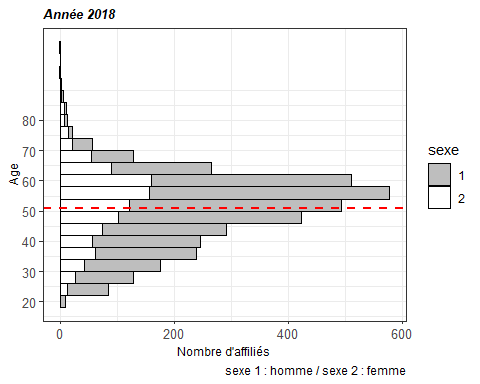 Année 2018
80
70
60
50
40
30
20
Age
0 200 400 600
Nombre d'affiliés
sexe 1 : homme / sexe 2 : femme
sexe
1
2